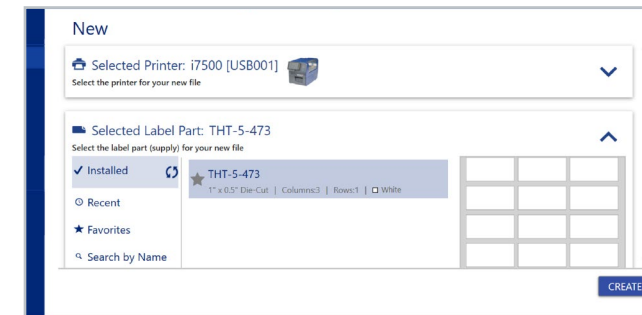 New
Selected Printer: i7500 [USB001]
Select the printer for your new file
Selected Label Part: THT-5-473
Select the label part (supply) for your new file
Installed
THT-5-473
1" x 0.5" Die-Cut | Columns:3 | Rows:1 | White
Recent
Favorites
Search by Name
CREATE